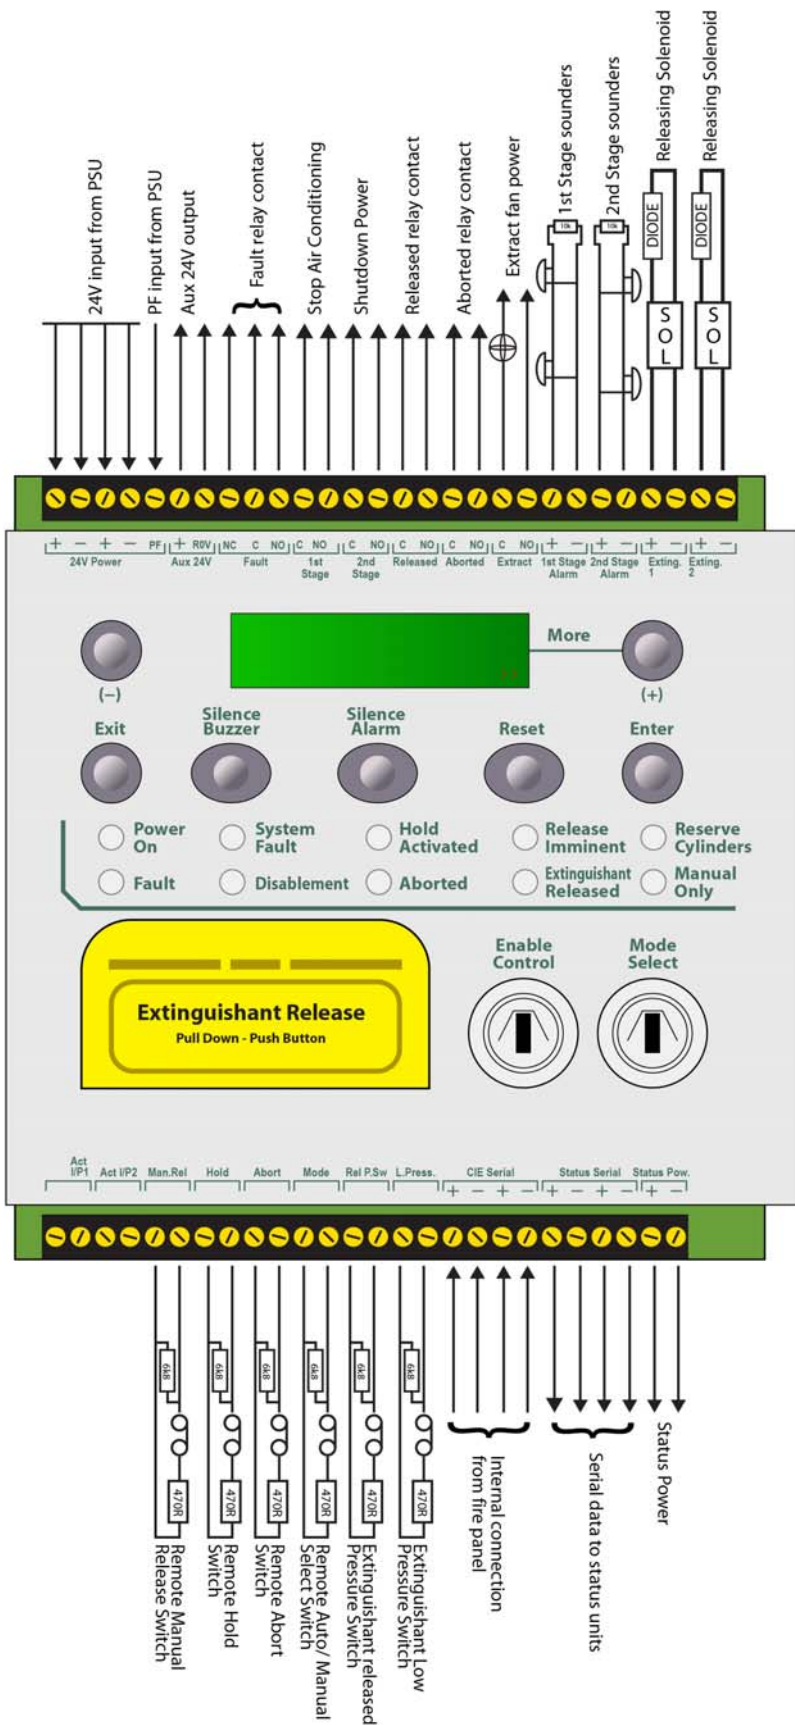 24V input from PSU
PF input from PSU
Aux 24V output
Fault relay contact
Stop Air Conditioning
Shutdown Power
Released relay contact
Aborted relay contact
Extract fan power
1st Stage sounders
2nd Stage sounders
Releasing Solenoid
Releasing Solenoid
10k
10k
DIODE
DIODE
SOL
SOL
+ − + − PF + R0V NC C NO C NO C NO C NO C NO C NO + − + − + − + −
24V Power
Aux 24V
Fault
1st
Stage
2nd
Stage
Released
Aborted
Extract
1st Stage
Alarm
2nd Stage
Alarm
Exting.
1
Exting.
2
More
(−)
(+)
Exit
Silence
Buzzer
Silence
Alarm
Reset
Enter
Power
On
System
Fault
Hold
Activated
Release
Imminent
Reserve
Cylinders
Fault
Disablement
Aborted
Extinguishant
Released
Manual
Only
Enable
Control
Mode
Select
Extinguishant Release
Pull Down - Push Button
Act
I/P1
Act I/P2
Man.Rel
Hold
Abort
Mode
Rel P.Sw
L.Press.
CIE Serial
Status Serial
Status Pow.
+ − + − + − + − + −
6k8
6k8
6k8
6k8
6k8
6k8
470R
470R
470R
470R
470R
470R
Remote Manual
Release Switch
Remote Hold
Switch
Remote Abort
Switch
Remote Auto/ Manual
Select Switch
Extinguishant released
Pressure Switch
Extinguishant Low
Pressure Switch
Internal connection
from fire panel
Serial data to status units
Status Power